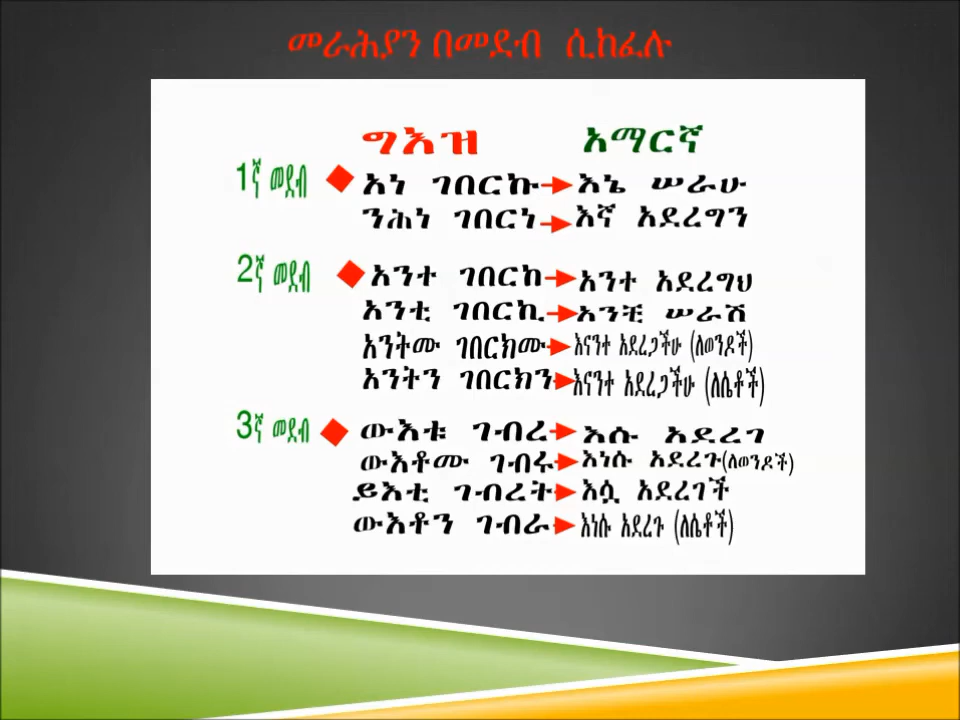 መራሕያን በመደብ ሲከፈሉ
ግእዝ አማርኛ
1ኛ መደብ አነ ገበርኩ እኔ ሠራሁ
ንሕነ ገበርነ እኛ አደረግን
2ኛ መደብ አንተ ገበርከ አንተ አደረግህ
አንቲ ገበርኪ አንቺ ሠራሽ
አንትሙ ገበርክሙ እናንተ አደረጋችሁ (ለወንዶች)
አንትን ገበርክን እናንተ አደረጋችሁ (ለሴቶች)
3ኛ መደብ ውእቱ ገብረ እሱ አደረገ
ውእቶሙ ገብሩ እነሱ አደረጉ(ለወንዶች)
ይእቲ ገብረት እሷ አደረገች
ውእቶን ገብራ እነሱ አደረጉ (ለሴቶች)